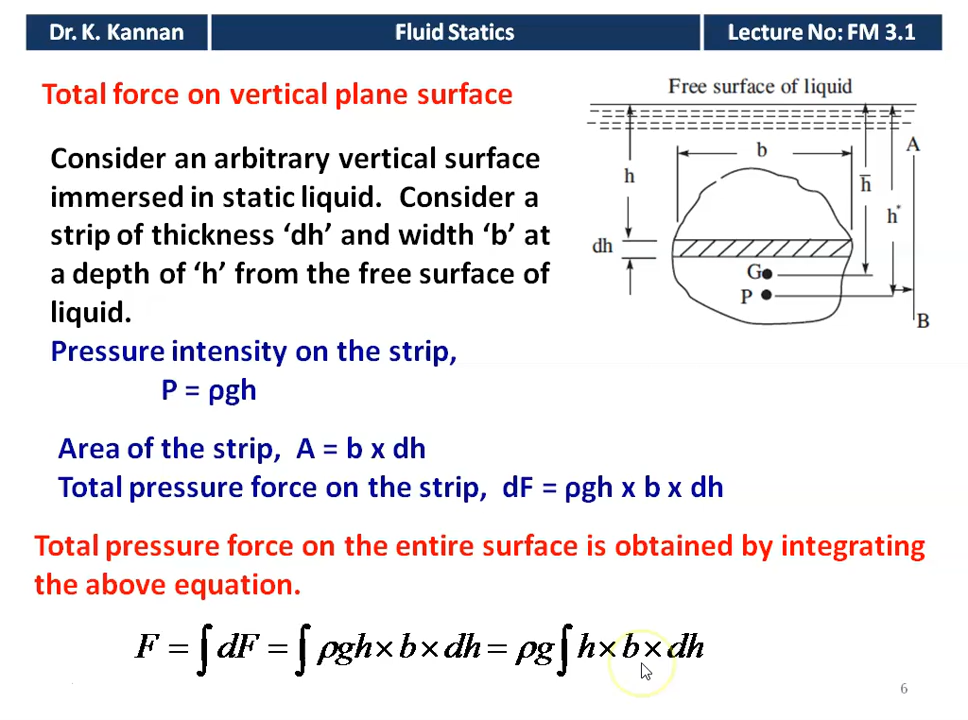 Dr. K. Kannan Fluid Statics Lecture No: FM 3.1
Total force on vertical plane surface
Consider an arbitrary vertical surface
immersed in static liquid. Consider a
strip of thickness ‘dh’ and width ‘b’ at
a depth of ‘h’ from the free surface of
liquid.
Pressure intensity on the strip,
P = ρgh
Free surface of liquid
A
b
h
h̅
h*
dh
G
P
B
Area of the strip, A = b x dh
Total pressure force on the strip, dF = ρgh x b x dh
Total pressure force on the entire surface is obtained by integrating
the above equation.
F = ∫ dF = ∫ ρgh × b × dh = ρg ∫ h × b × dh
6